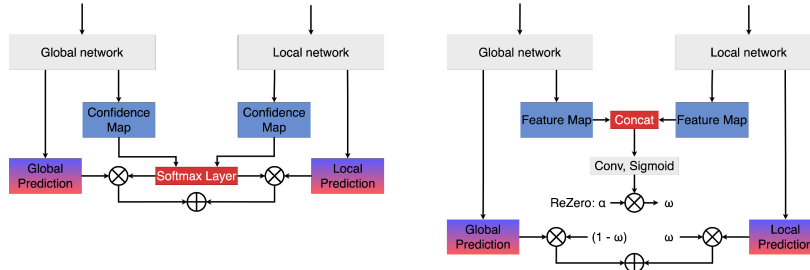 Global network
Local network
Confidence
Map
Confidence
Map
Global
Prediction
Softmax Layer
Local
Prediction
Global network
Local network
Feature Map
Concat
Feature Map
Conv, Sigmoid
ReZero: α
ω
Global
Prediction
(1 - ω)
ω
Local
Prediction